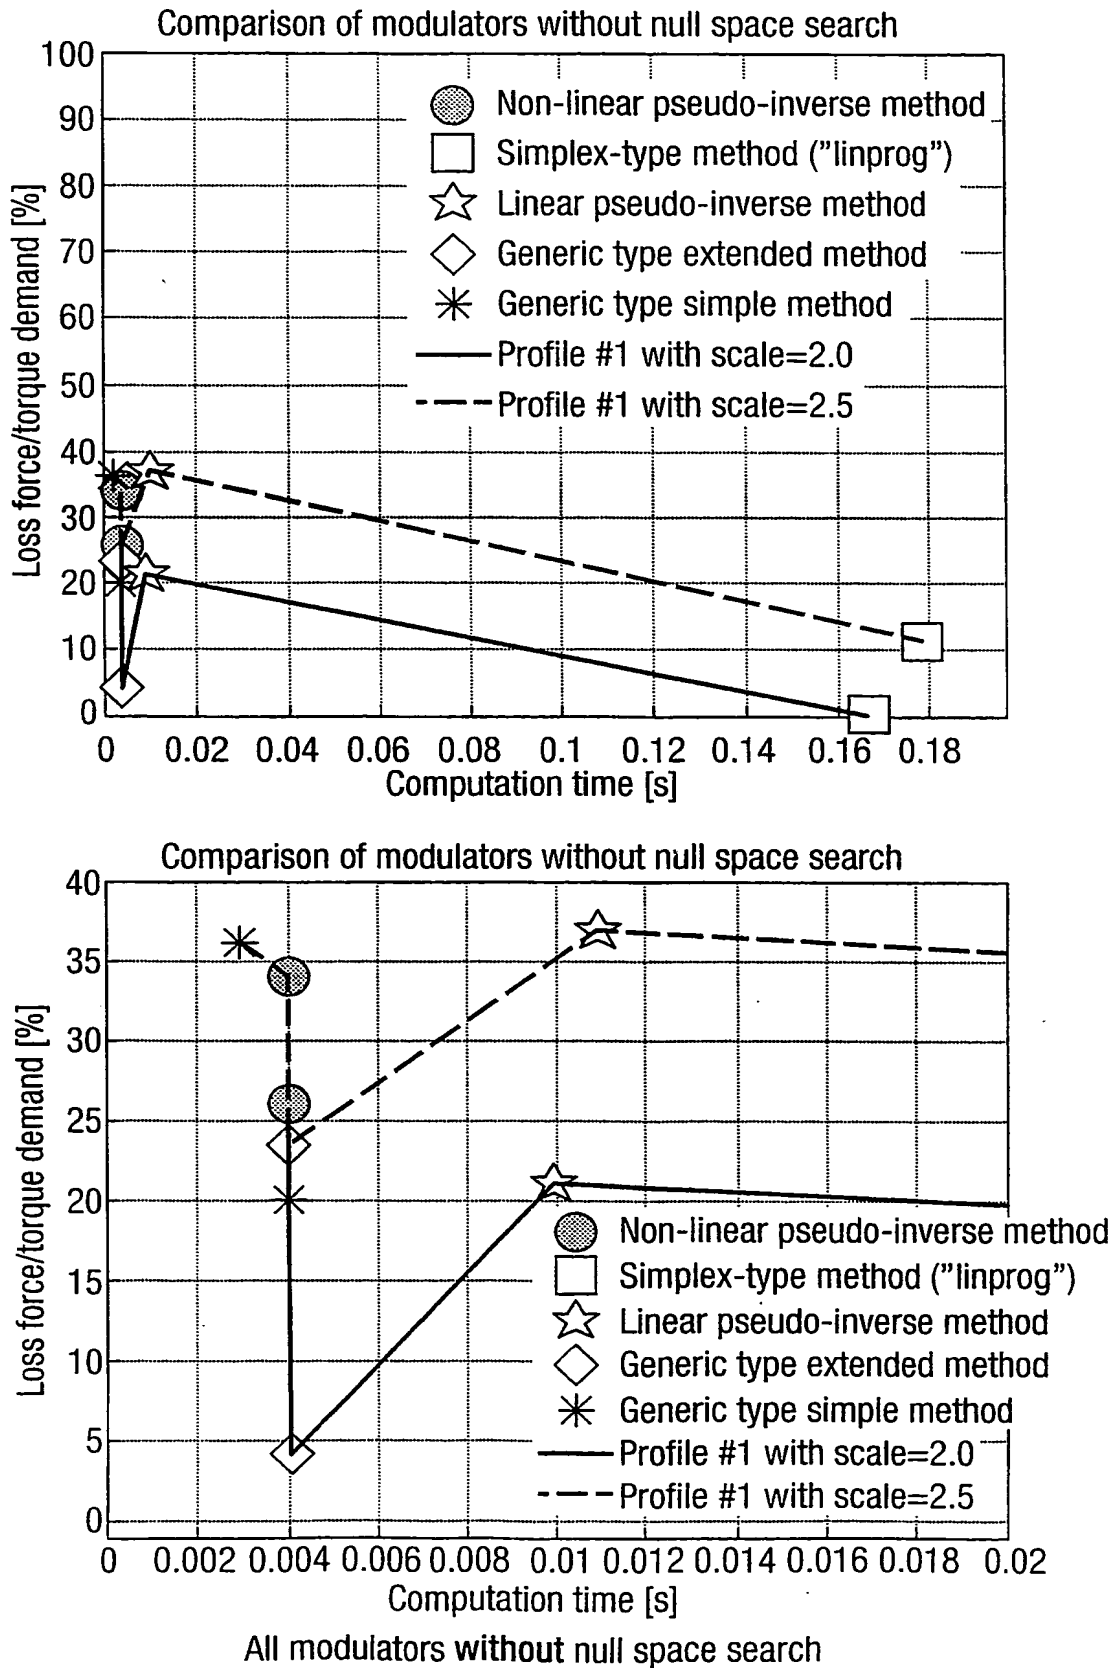 Comparison of modulators without null space search
100
90
80
70
60
50
40
30
20
10
0
Loss force/torque demand [%]
Non-linear pseudo-inverse method
Simplex-type method ("linprog")
Linear pseudo-inverse method
Generic type extended method
Generic type simple method
Profile #1 with scale=2.0
Profile #1 with scale=2.5
0 0.02 0.04 0.06 0.08 0.1 0.12 0.14 0.16 0.18
Computation time [s]
Comparison of modulators without null space search
40
35
30
25
20
15
10
5
0
Loss force/torque demand [%]
Non-linear pseudo-inverse method
Simplex-type method ("linprog")
Linear pseudo-inverse method
Generic type extended method
Generic type simple method
Profile #1 with scale=2.0
Profile #1 with scale=2.5
0 0.002 0.004 0.006 0.008 0.01 0.012 0.014 0.016 0.018 0.02
Computation time [s]
All modulators without null space search